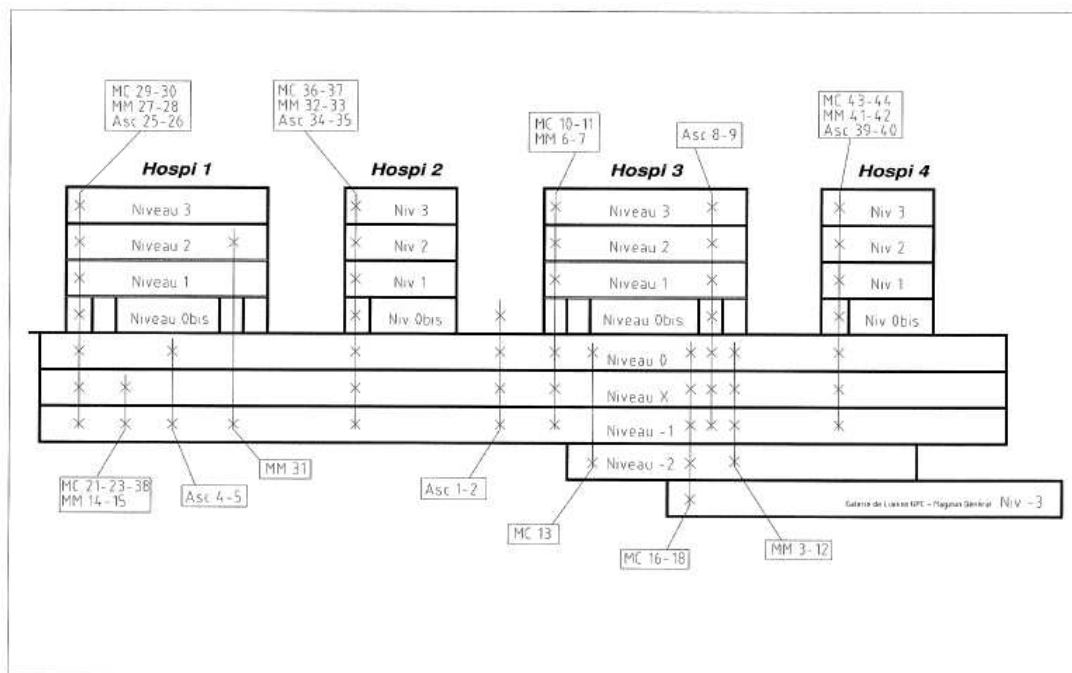 MC 29-30
MM 27-28
Asc 25-26
MC 36-37
MM 32-33
Asc 34-35
MC 10-11
MM 6-7
Asc 8-9
MC 43-44
MM 41-42
Asc 39-40
Hospi 1
Hospi 2
Hospi 3
Hospi 4
Niveau 3
Niv 3
Niveau 3
Niv 3
Niveau 2
Niv 2
Niveau 2
Niv 2
Niveau 1
Niv 1
Niveau 1
Niv 1
Niveau 0bis
Niv 0bis
Niveau 0bis
Niv 0bis
Niveau 0
Niveau X
Niveau -1
Niveau -2
Galerie de Liaison - Magasin Général Niv -3
MC 21-23-38
MM 14-15
Asc 4-5
MM 31
Asc 1-2
MC 13
MC 16-18
MM 3-12